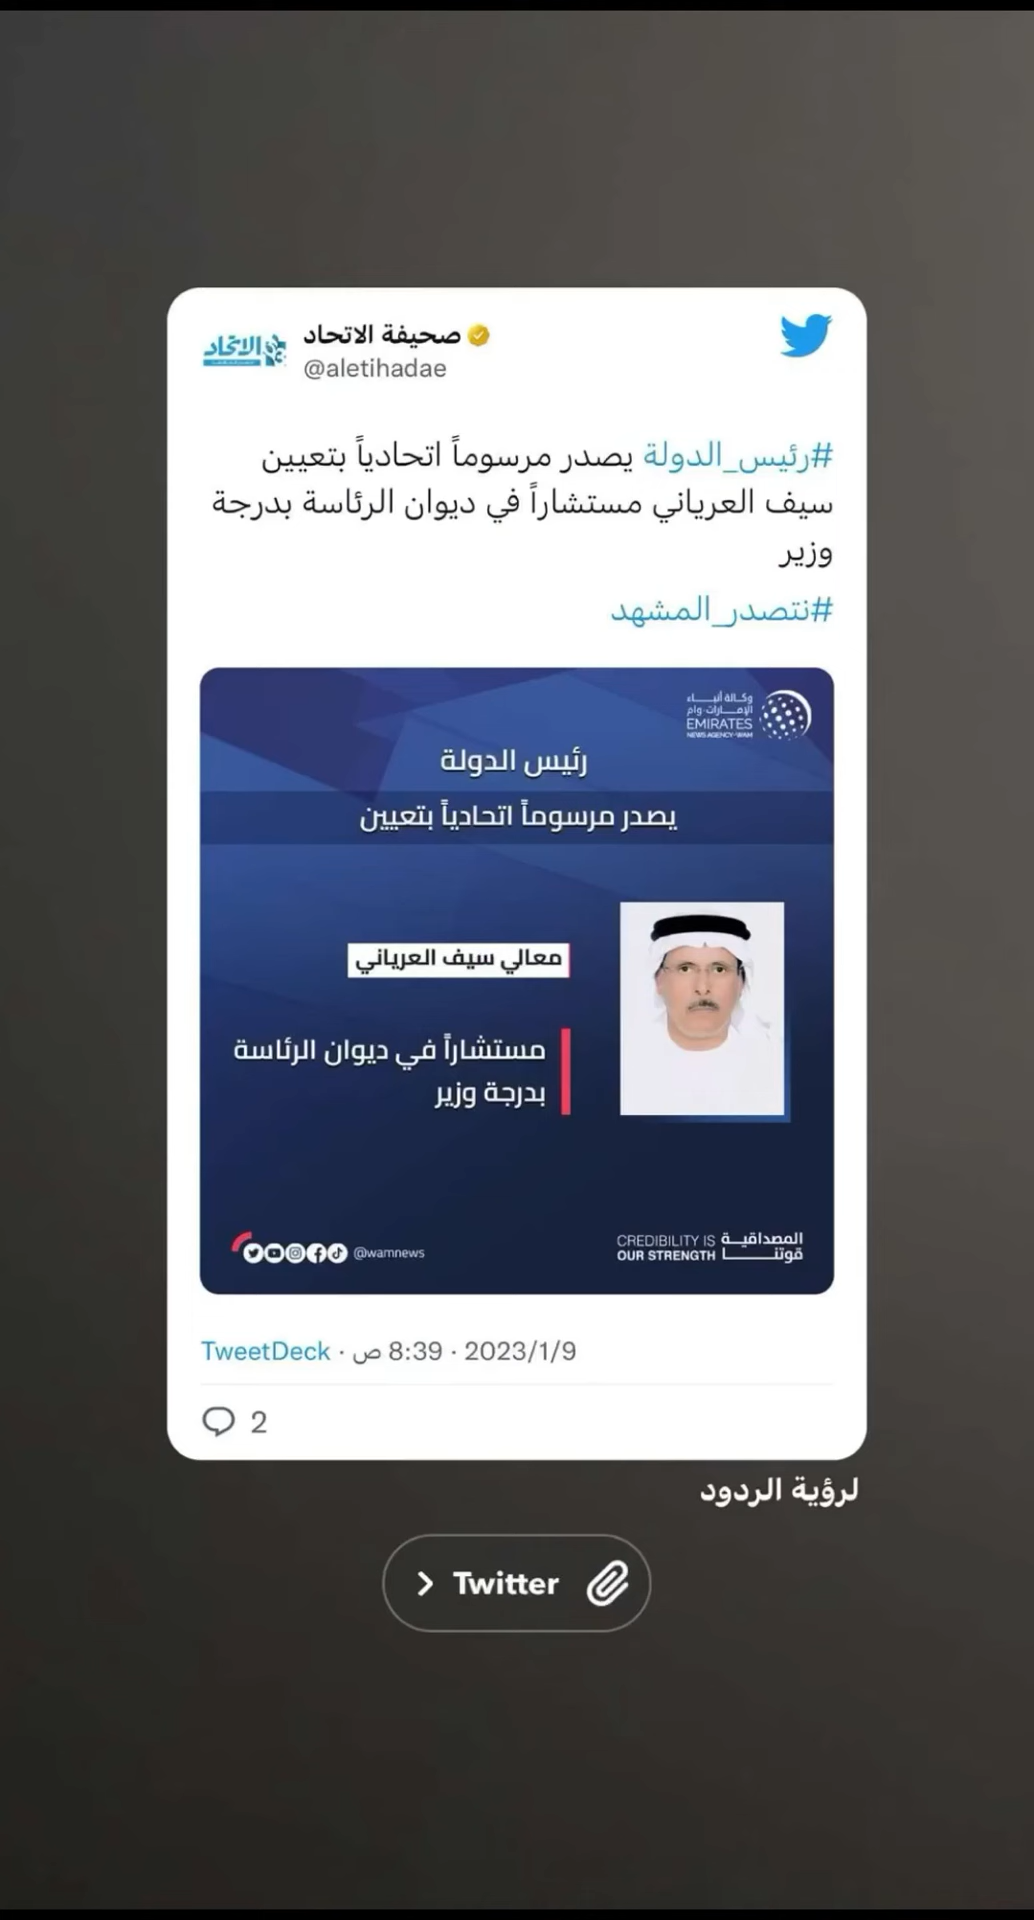 الاتحاد
صحيفة الاتحاد
@aletihadae
#رئيس_الدولة يصدر مرسوماً اتحادياً بتعيين
سيف العرياني مستشاراً في ديوان الرئاسة بدرجة
وزير
#نتصدر_المشهد
وكالة أنباء
الإمارات-وام
EMIRATES
NEWS AGENCY-WAM
رئيس الدولة
يصدر مرسوماً اتحادياً بتعيين
معالي سيف العرياني
مستشاراً في ديوان الرئاسة
بدرجة وزير
@wamnews
CREDIBILITY IS
OUR STRENGTH
المصداقية
قوتنا
TweetDeck · 8:39 ص · 2023/1/9
2
لرؤية الردود
Twitter